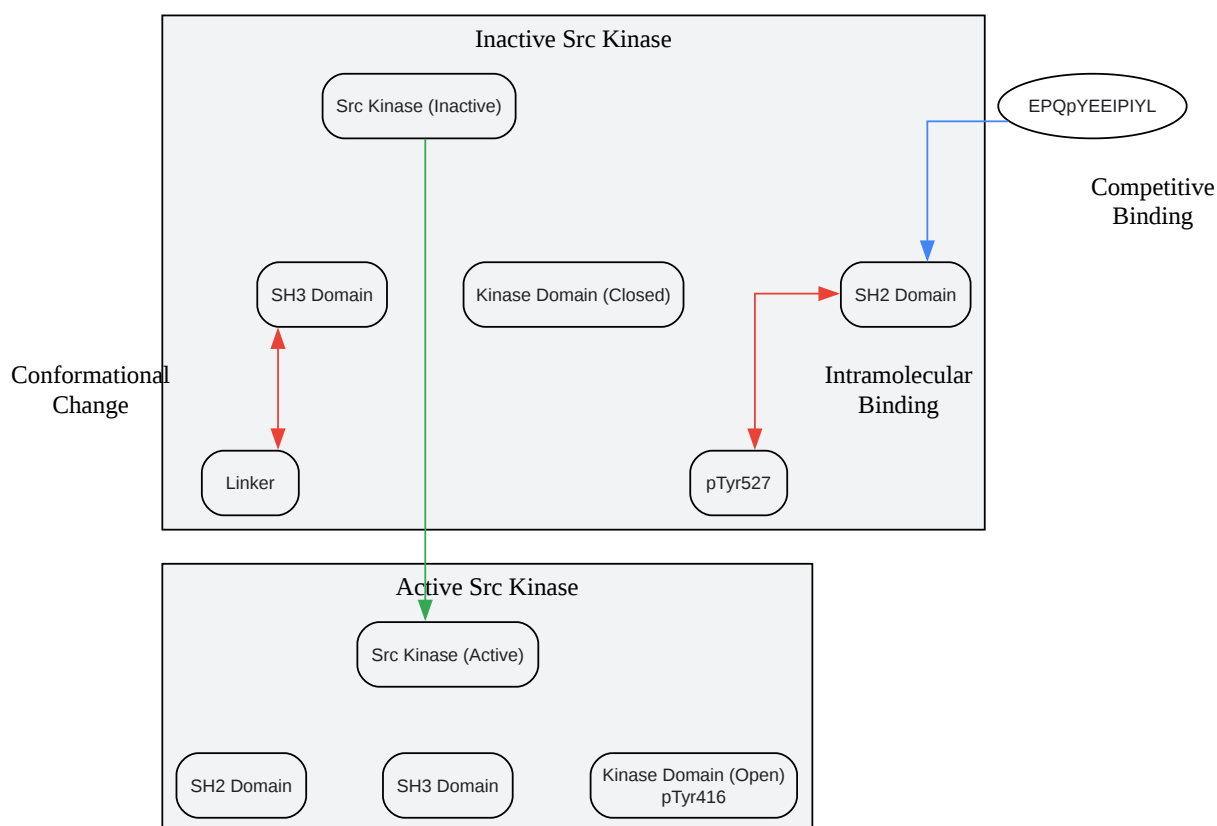 Inactive Src Kinase
Src Kinase (Inactive)
EPQpYEEIPIYL
Competitive
Binding
SH3 Domain
Kinase Domain (Closed)
SH2 Domain
Conformational
Change
Intramolecular
Binding
Linker
pTyr527
Active Src Kinase
Src Kinase (Active)
SH2 Domain
SH3 Domain
Kinase Domain (Open)
pTyr416